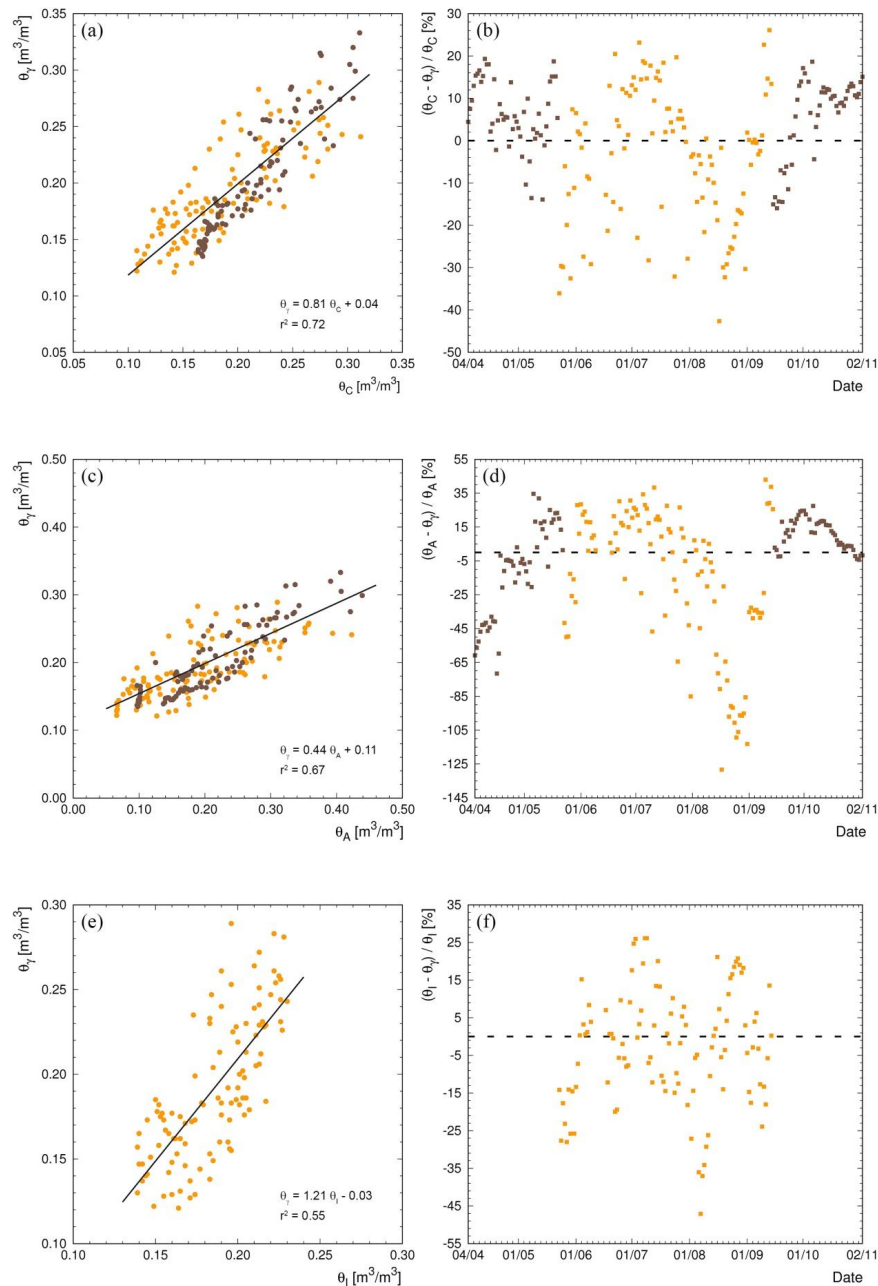 (a)
θγ [m³/m³]
0.35
0.30
0.25
0.20
0.15
0.10
0.05
0.05 0.10 0.15 0.20 0.25 0.30 0.35
θC [m³/m³]
θγ = 0.81 θC + 0.04
r² = 0.72
(b)
(θC - θγ) / θC [%]
30
20
10
0
-10
-20
-30
-40
-50
04/04 01/05 01/06 01/07 01/08 01/09 01/10 02/11
Date
(c)
θγ [m³/m³]
0.50
0.40
0.30
0.20
0.10
0.00
0.00 0.10 0.20 0.30 0.40 0.50
θA [m³/m³]
θγ = 0.44 θA + 0.11
r² = 0.67
(d)
(θA - θγ) / θA [%]
55
35
15
-5
-25
-45
-65
-85
-105
-125
-145
04/04 01/05 01/06 01/07 01/08 01/09 01/10 02/11
Date
(e)
θγ [m³/m³]
0.30
0.25
0.20
0.15
0.10
0.10 0.15 0.20 0.25 0.30
θI [m³/m³]
θγ = 1.21 θI - 0.03
r² = 0.55
(f)
(θI - θγ) / θI [%]
35
25
15
5
-5
-15
-25
-35
-45
-55
04/04 01/05 01/06 01/07 01/08 01/09 01/10 02/11
Date